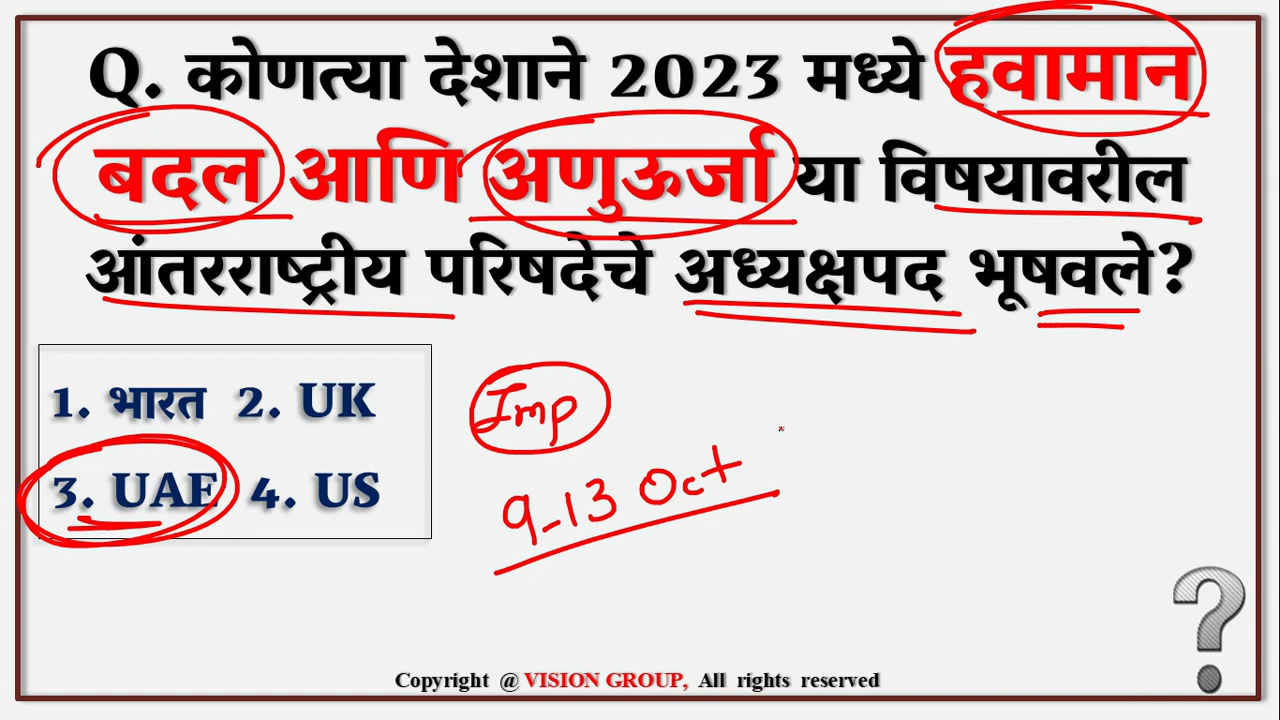 Q. कोणत्या देशाने 2023 मध्ये हवामान
बदल आणि अणुऊर्जा या विषयावरील
आंतरराष्ट्रीय परिषदेचे अध्यक्षपद भूषवले?
1. भारत 2. UK
3. UAE 4. US
Imp
9-13 Oct
Copyright @ VISION GROUP, All rights reserved